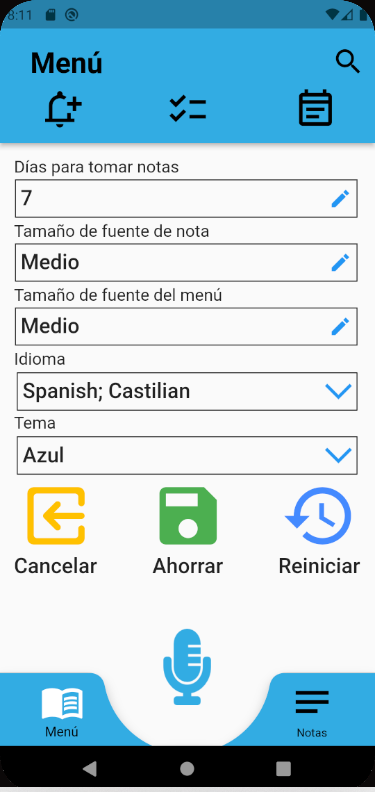 8:11
Menú
Días para tomar notas
7
Tamaño de fuente de nota
Medio
Tamaño de fuente del menú
Medio
Idioma
Spanish; Castilian
Tema
Azul
Cancelar Ahorrar Reiniciar
Menú Notas